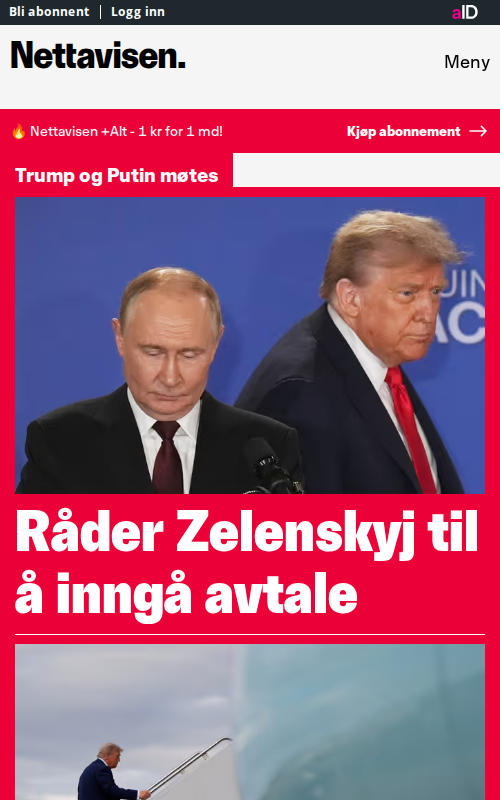 Bli abonnent
Logg inn
aID
Nettavisen.
Meny
Nettavisen +Alt - 1 kr for 1 md!
Kjøp abonnement
Trump og Putin møtes
Råder Zelenskyj til
å inngå avtale